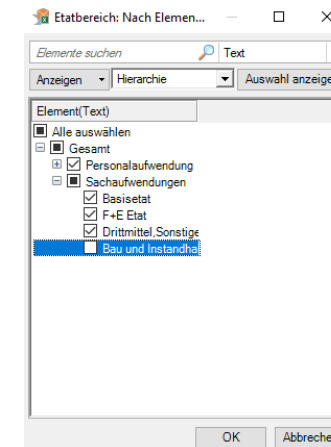 Etatbereich: Nach Elemen...
Elemente suchen Text
Anzeigen Hierarchie Auswahl anzeige
Element(Text)
Alle auswählen
Gesamt
Personalaufwendung
Sachaufwendungen
Basisetat
F+E Etat
Drittmittel,Sonstige
Bau und Instandha
OK Abbreche